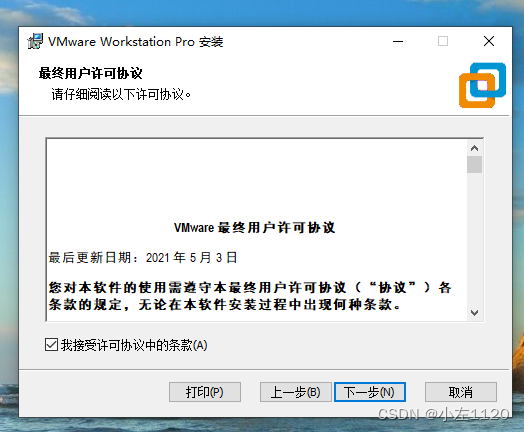 VMware Workstation Pro 安装
最终用户许可协议
请仔细阅读以下许可协议。
VMware 最终用户许可协议
最后更新日期：2021 年 5 月 3 日
您对本软件的使用需遵守本最终用户许可协议（“协议”）各
条款的规定，无论在本软件安装过程中出现何种条款。
我接受许可协议中的条款(A)
打印(P)
上一步(B)
下一步(N)
取消
CSDN @小左1120